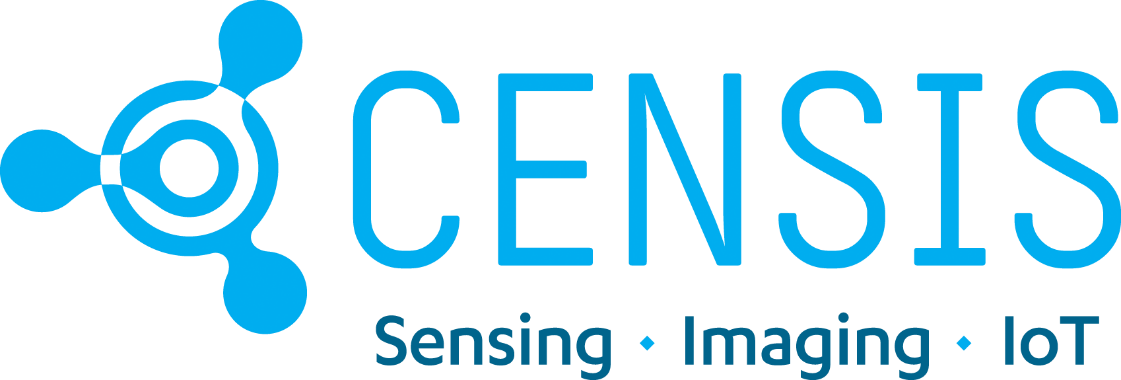 CENSIS
Sensing · Imaging · IoT